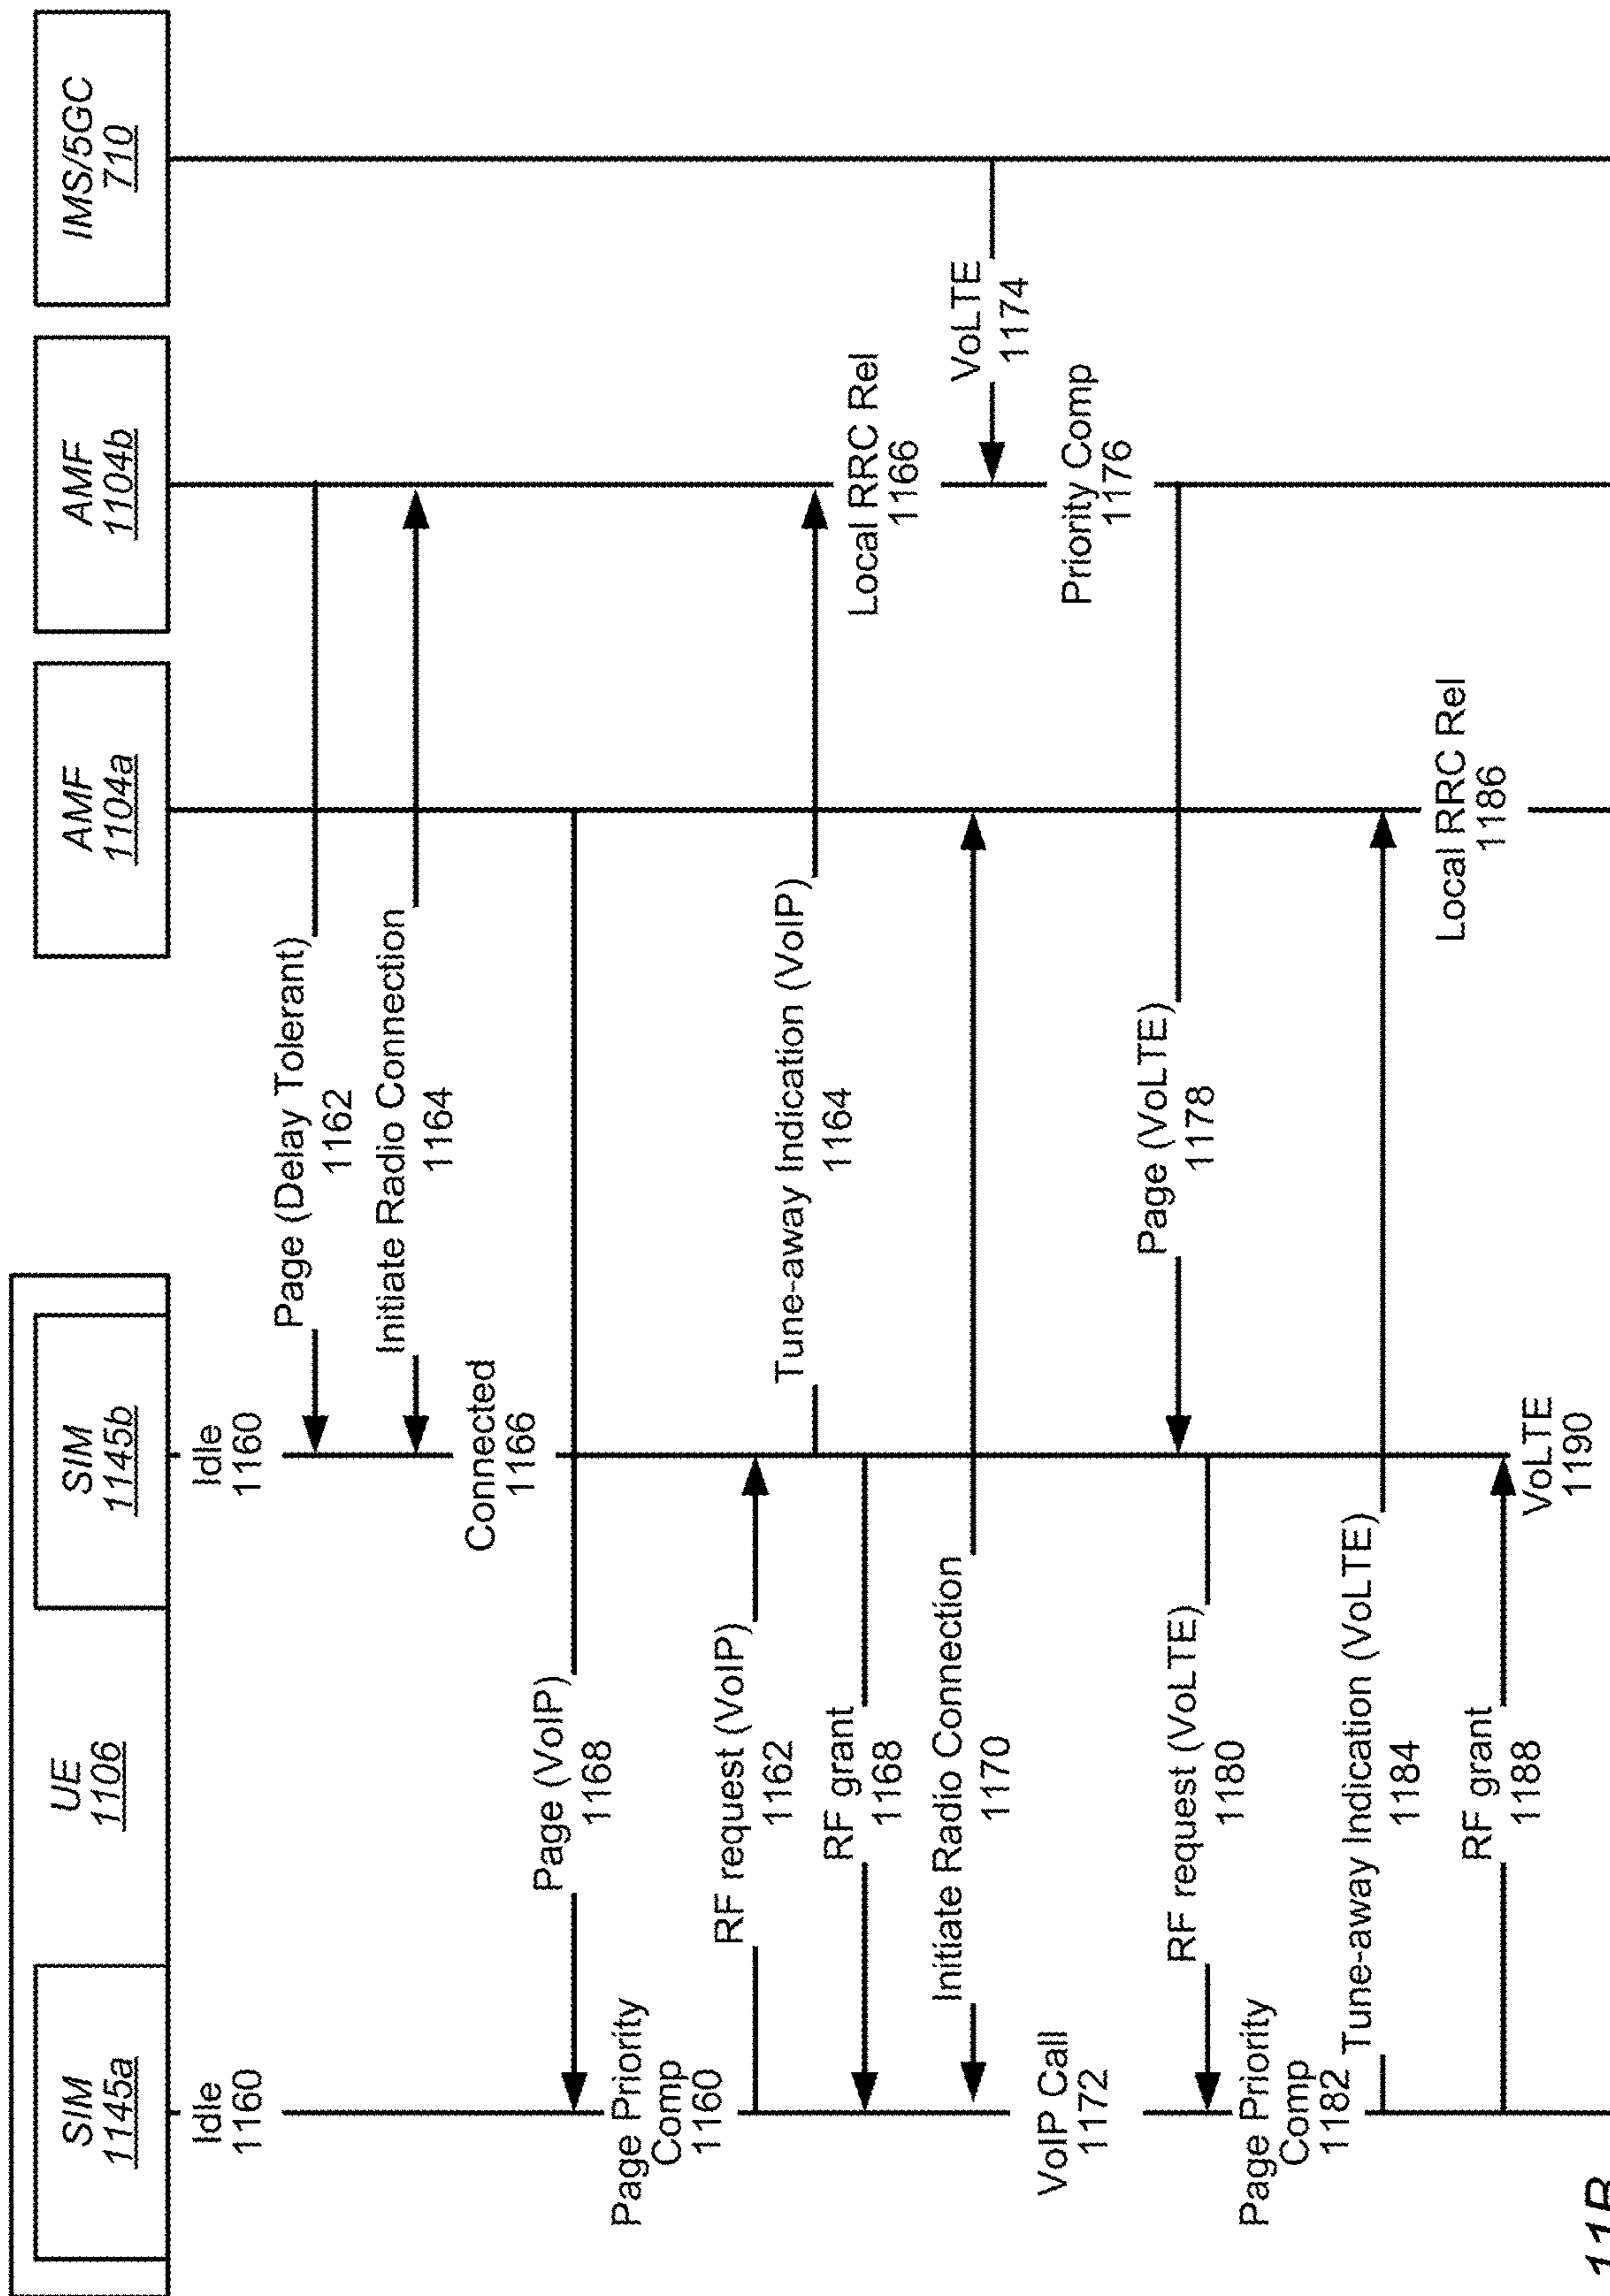 UE
1106
SIM
1145a
SIM
1145b
AMF
1104a
AMF
1104b
IMS/5GC
710
Idle
1160
Idle
1160
Page (Delay Tolerant)
1162
Initiate Radio Connection
1164
Connected
1166
Page (VoIP)
1168
Page Priority
Comp
1160
RF request (VoIP)
1162
Tune-away Indication (VoIP)
1164
Local RRC Rel
1166
RF grant
1168
Initiate Radio Connection
1170
VoIP Call
1172
VoLTE
1174
Priority Comp
1176
Page (VoLTE)
1178
RF request (VoLTE)
1180
Page Priority
Comp
1182
Tune-away Indication (VoLTE)
1184
Local RRC Rel
1186
RF grant
1188
VoLTE
1190
11B